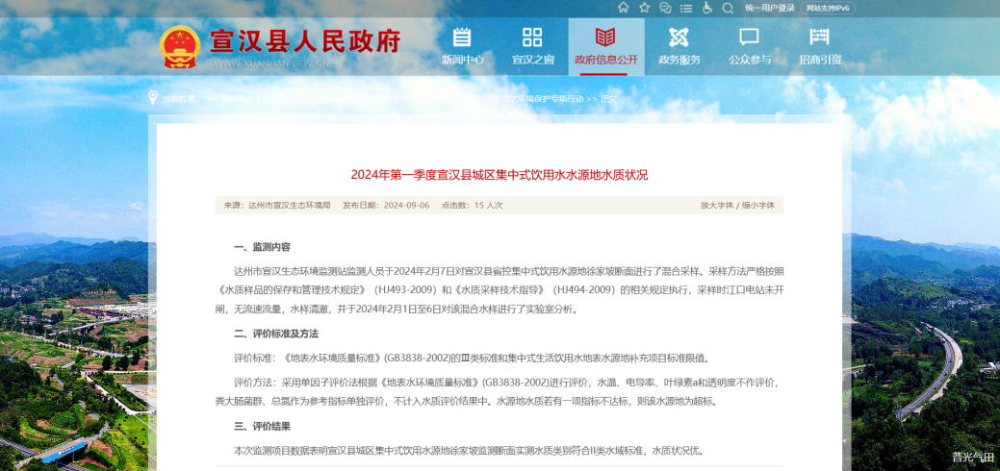 统一用户登录 网站支持IPv6
宣汉县人民政府
WWW.XUANHAN.GOV.CN
新闻中心 宣汉之窗 政府信息公开 政务服务 公众参与 招商引资
环境保护专项行动 >> 正文
2024年第一季度宣汉县城区集中式饮用水水源地水质状况
来源：达州市宣汉生态环境局 发布日期：2024-09-06 点击数：15 人次 放大字体 / 缩小字体
一、监测内容
达州市宣汉生态环境监测站监测人员于2024年2月7日对宣汉县省控集中式饮用水源地徐家坡断面进行了混合采样。采样方法严格按照
《水质样品的保存和管理技术规定》（HJ493-2009）和《水质采样技术指导》（HJ494-2009）的相关规定执行，采样时江口电站未开
闸，无流速流量，水样清澈，并于2024年2月1日至6日对该混合水样进行了实验室分析。
二、评价标准及方法
评价标准：《地表水环境质量标准》(GB3838-2002)的Ⅲ类标准和集中式生活饮用水地表水源地补充项目标准限值。
评价方法：采用单因子评价法根据《地表水环境质量标准》(GB3838-2002)进行评价，水温、电导率、叶绿素a和透明度不作评价，
粪大肠菌群、总氮作为参考指标单独评价，不计入水质评价结果中。水源地水质若有一项指标不达标，则该水源地为超标。
三、评价结果
本次监测项目数据表明宣汉县城区集中式饮用水源地徐家坡监测断面实测水质类别符合II类水域标准，水质状况优。
普光气田